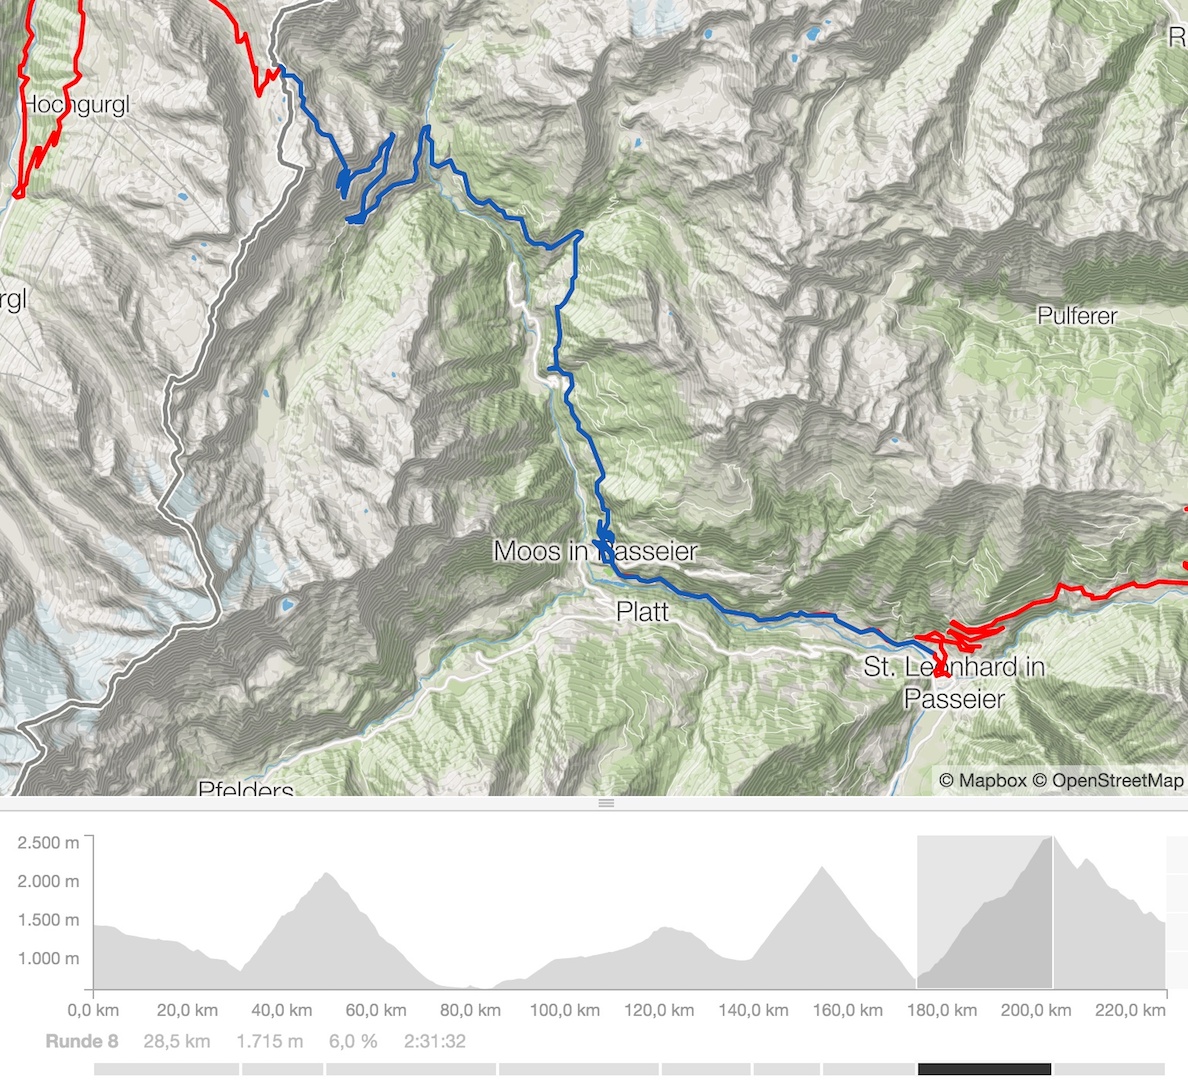 R
Hochgurgl
rgl
Pulferer
Moos in Passeier
Platt
St. Leonhard in
Passeier
Pfelders
© Mapbox © OpenStreetMap
2.500 m
2.000 m
1.500 m
1.000 m
0,0 km 20,0 km 40,0 km 60,0 km 80,0 km 100,0 km 120,0 km 140,0 km 160,0 km 180,0 km 200,0 km 220,0 km
Runde 8 28,5 km 1.715 m 6,0 % 2:31:32